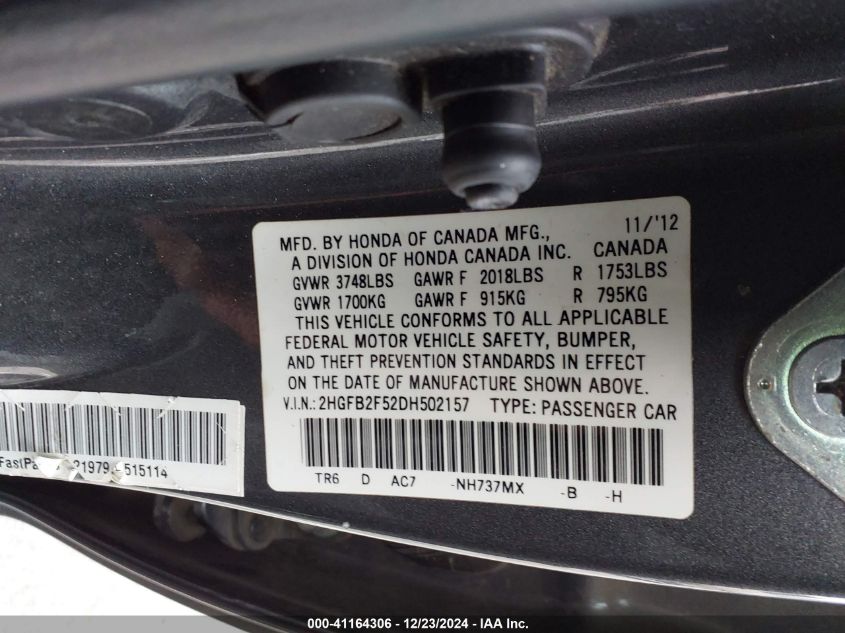 11/'12
MFD. BY HONDA OF CANADA MFG.,
A DIVISION OF HONDA CANADA INC. CANADA
GVWR 3748LBS GAWR F 2018LBS R 1753LBS
GVWR 1700KG GAWR F 915KG R 795KG
THIS VEHICLE CONFORMS TO ALL APPLICABLE
FEDERAL MOTOR VEHICLE SAFETY, BUMPER,
AND THEFT PREVENTION STANDARDS IN EFFECT
ON THE DATE OF MANUFACTURE SHOWN ABOVE.
V.I.N.: 2HGFB2F52DH502157 TYPE: PASSENGER CAR
TR6 D AC7 -NH737MX -B -H
515114
000-41164306 - 12/23/2024 - IAA Inc.